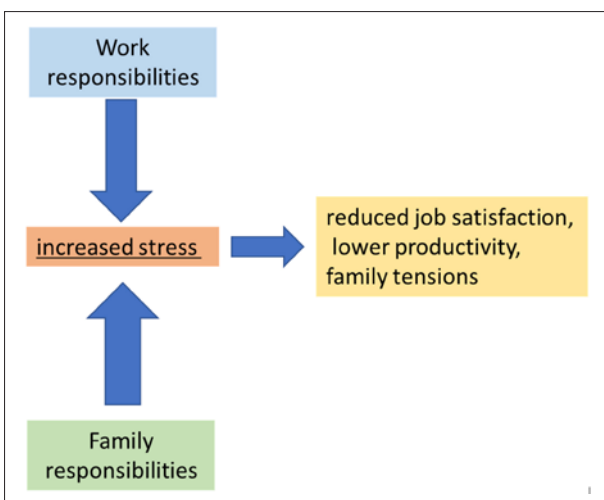 Work
responsibilities
increased stress
reduced job satisfaction,
lower productivity,
family tensions
Family
responsibilities